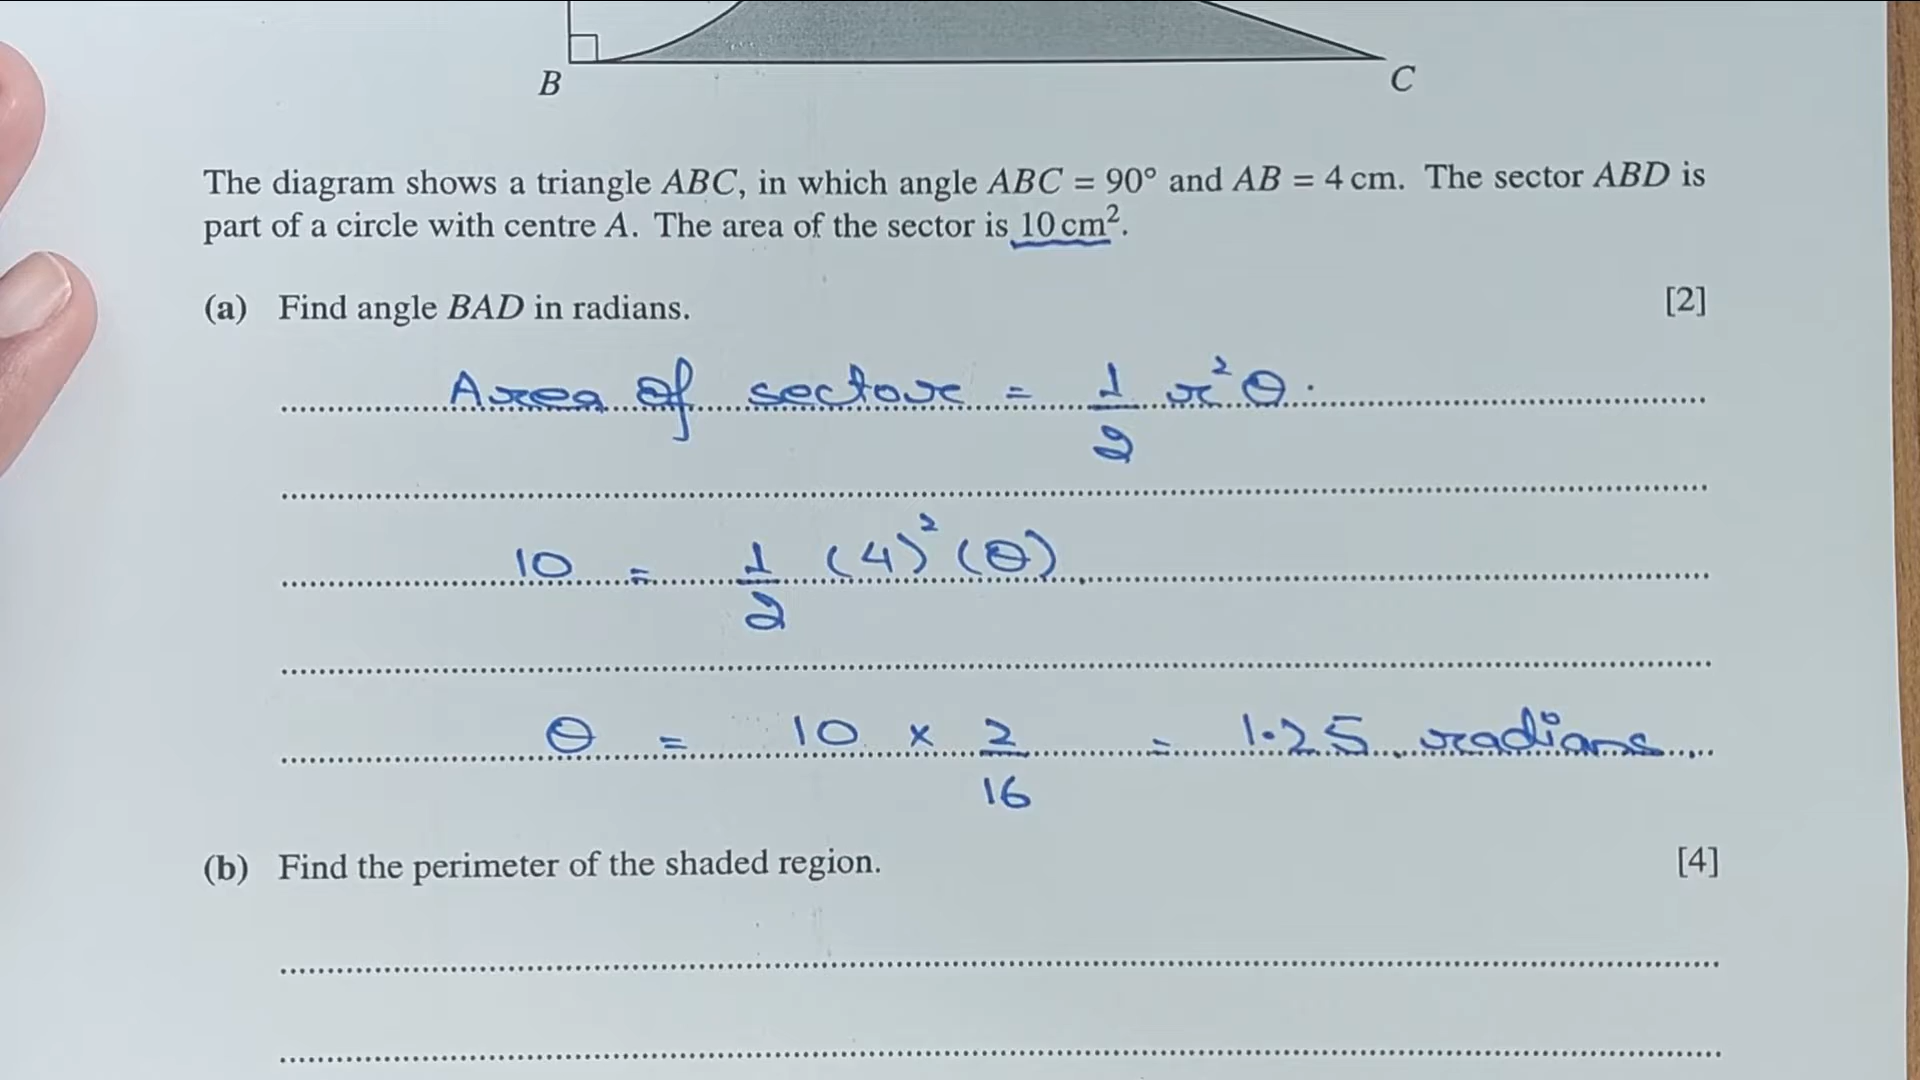 B
C
The diagram shows a triangle ABC, in which angle ABC = 90° and AB = 4 cm. The sector ABD is
part of a circle with centre A. The area of the sector is 10 cm².
(a) Find angle BAD in radians. [2]
Area of sector = 1/2 r²θ.
10 = 1/2 (4)² (θ)
θ = 10 × 2/16 = 1.25 radians
(b) Find the perimeter of the shaded region. [4]